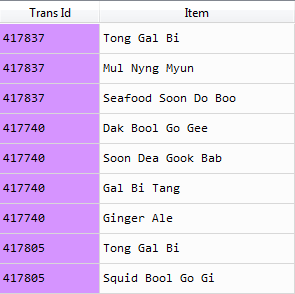 Trans Id Item
417837 Tong Gal Bi
417837 Mul Nyng Myun
417837 Seafood Soon Do Boo
417740 Dak Bool Go Gee
417740 Soon Dea Gook Bab
417740 Gal Bi Tang
417740 Ginger Ale
417805 Tong Gal Bi
417805 Squid Bool Go Gi